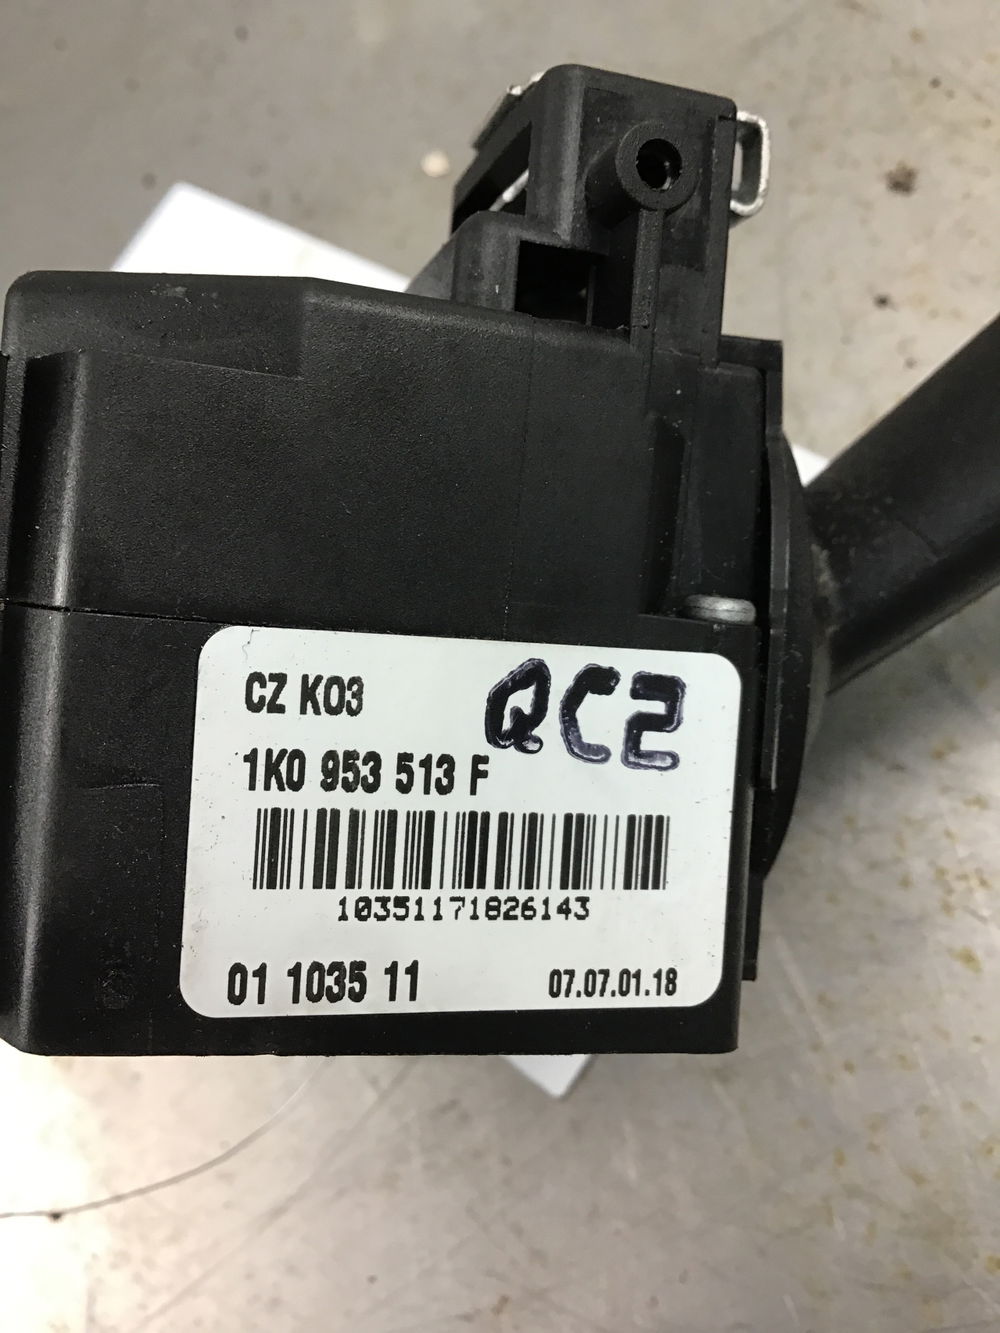 CZ K03
QC2
1K0 953 513 F
10351171826143
01 1035 11
07.07.01.18